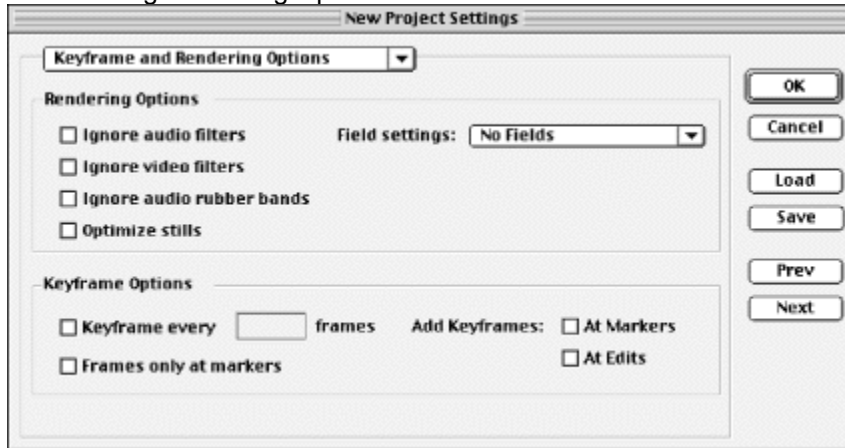 New Project Settings
Keyframe and Rendering Options
Rendering Options
Ignore audio filters
Field settings: No Fields
Ignore video filters
Ignore audio rubber bands
Optimize stills
Keyframe Options
Keyframe every frames
Add Keyframes: At Markers
At Edits
Frames only at markers
OK
Cancel
Load
Save
Prev
Next